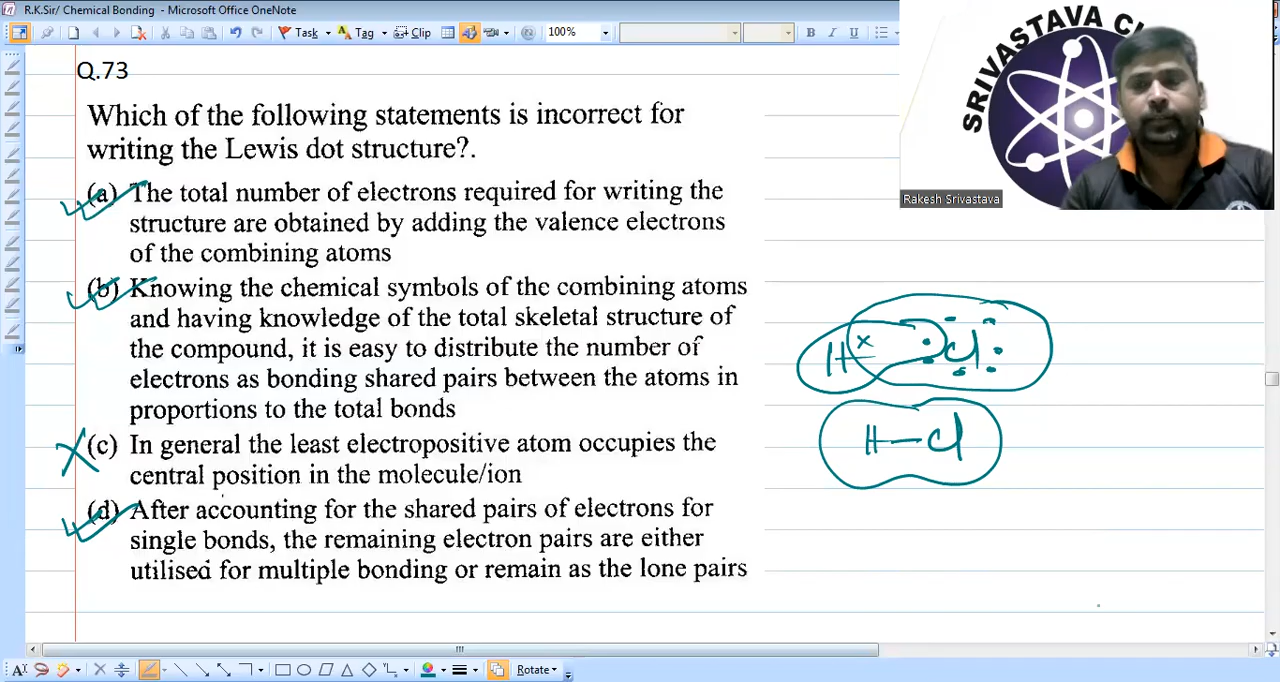 R.K.Sir/ Chemical Bonding - Microsoft Office OneNote
Task
Tag
Clip
100%
B I U
SRIVASTAVA CL
Rakesh Srivastava
Q.73
Which of the following statements is incorrect for
writing the Lewis dot structure?.
(a) The total number of electrons required for writing the
structure are obtained by adding the valence electrons
of the combining atoms
(b) Knowing the chemical symbols of the combining atoms
and having knowledge of the total skeletal structure of
the compound, it is easy to distribute the number of
electrons as bonding shared pairs between the atoms in
proportions to the total bonds
(c) In general the least electropositive atom occupies the
central position in the molecule/ion
(d) After accounting for the shared pairs of electrons for
single bonds, the remaining electron pairs are either
utilised for multiple bonding or remain as the lone pairs
H x Cl
H—Cl
Rotate